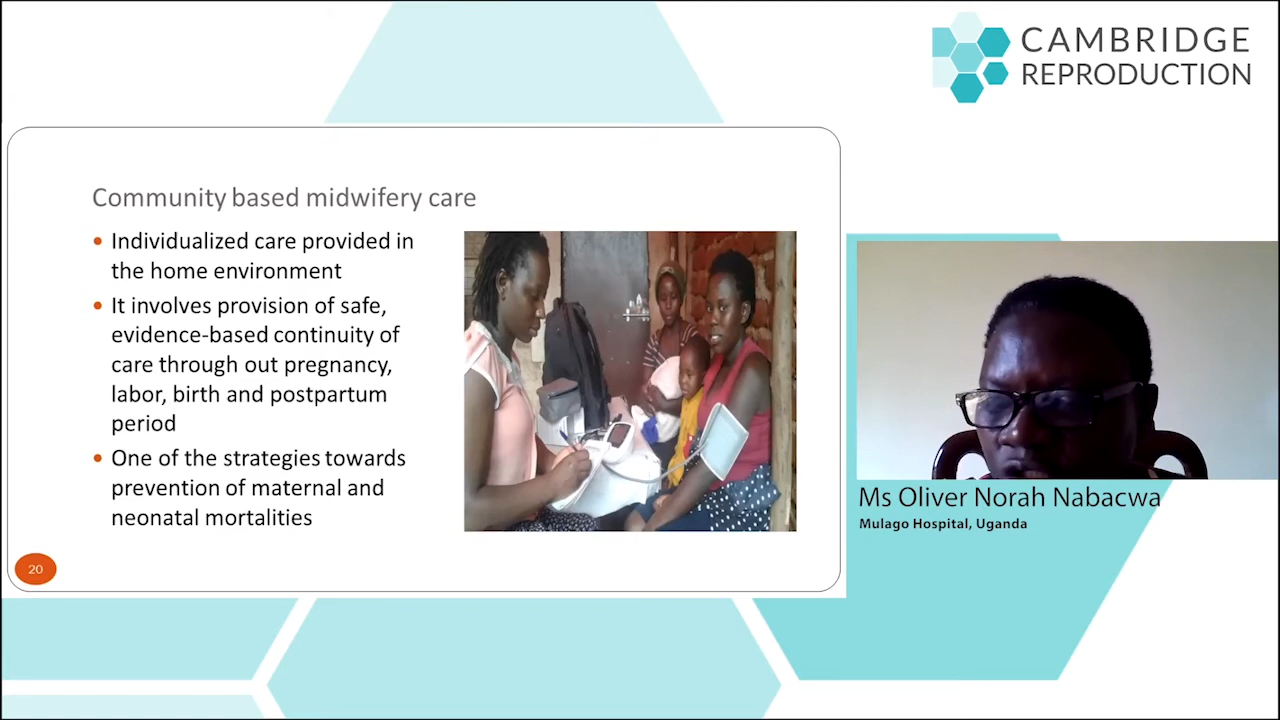 CAMBRIDGE
REPRODUCTION
Community based midwifery care
• Individualized care provided in
the home environment
• It involves provision of safe,
evidence-based continuity of
care through out pregnancy,
labor, birth and postpartum
period
• One of the strategies towards
prevention of maternal and
neonatal mortalities
20
Ms Oliver Norah Nabacwa
Mulago Hospital, Uganda